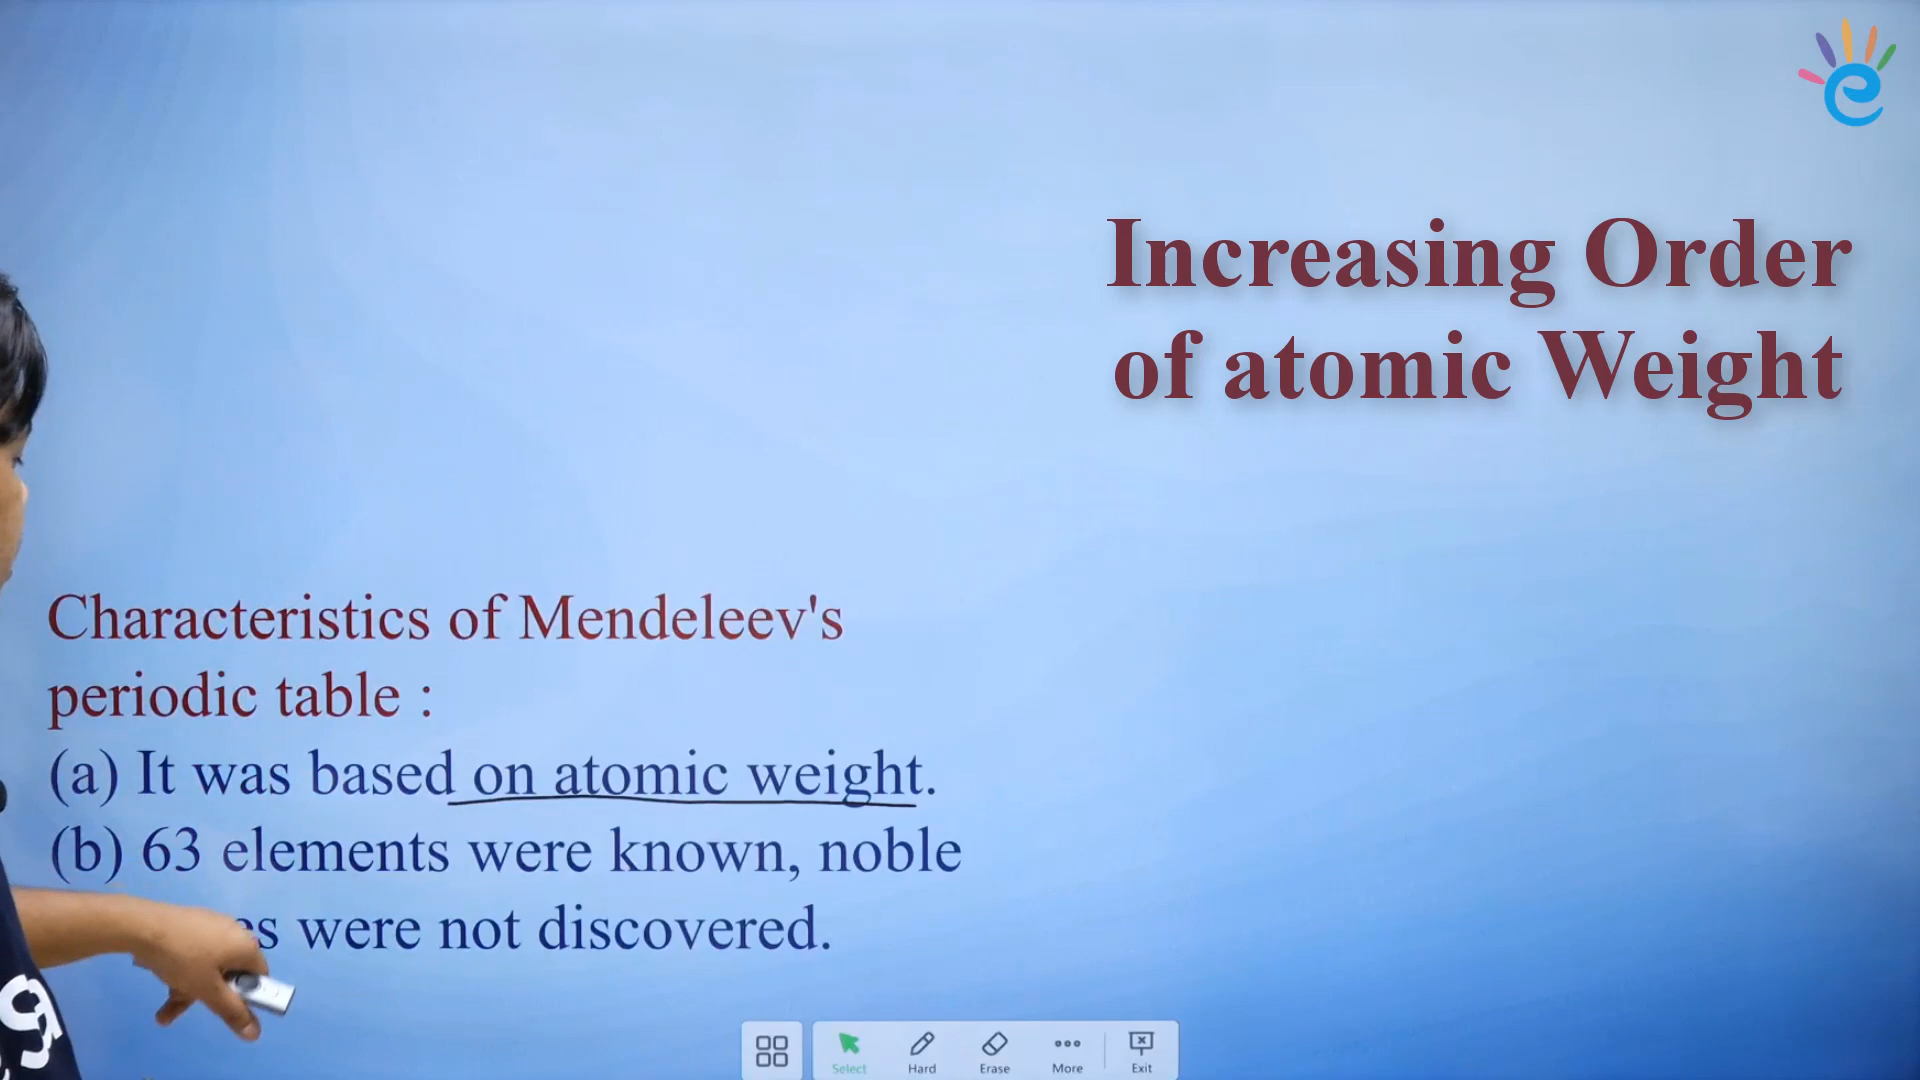 Increasing Order
of atomic Weight
Characteristics of Mendeleev's
periodic table :
(a) It was based on atomic weight.
(b) 63 elements were known, noble
were not discovered.
Select
Hard
Erase
More
Exit